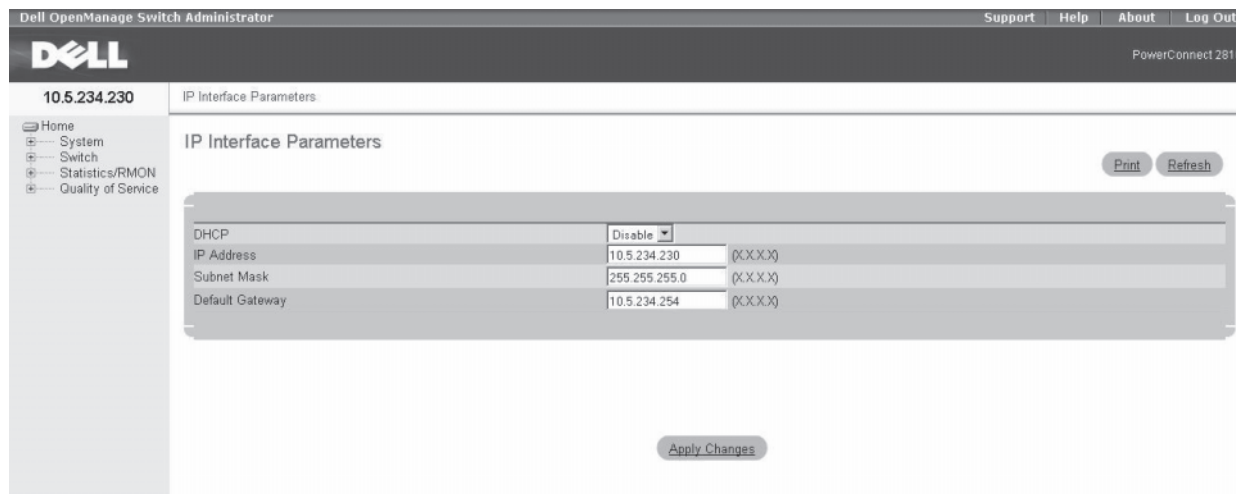 Dell OpenManage Switch Administrator Support Help About Log Out
DELL
PowerConnect 281
10.5.234.230 IP Interface Parameters
Home
System
Switch
Statistics/RMON
Quality of Service
IP Interface Parameters
Print Refresh
DHCP Disable
IP Address 10.5.234.230 (X.X.X.X)
Subnet Mask 255.255.255.0 (X.X.X.X)
Default Gateway 10.5.234.254 (X.X.X.X)
Apply Changes